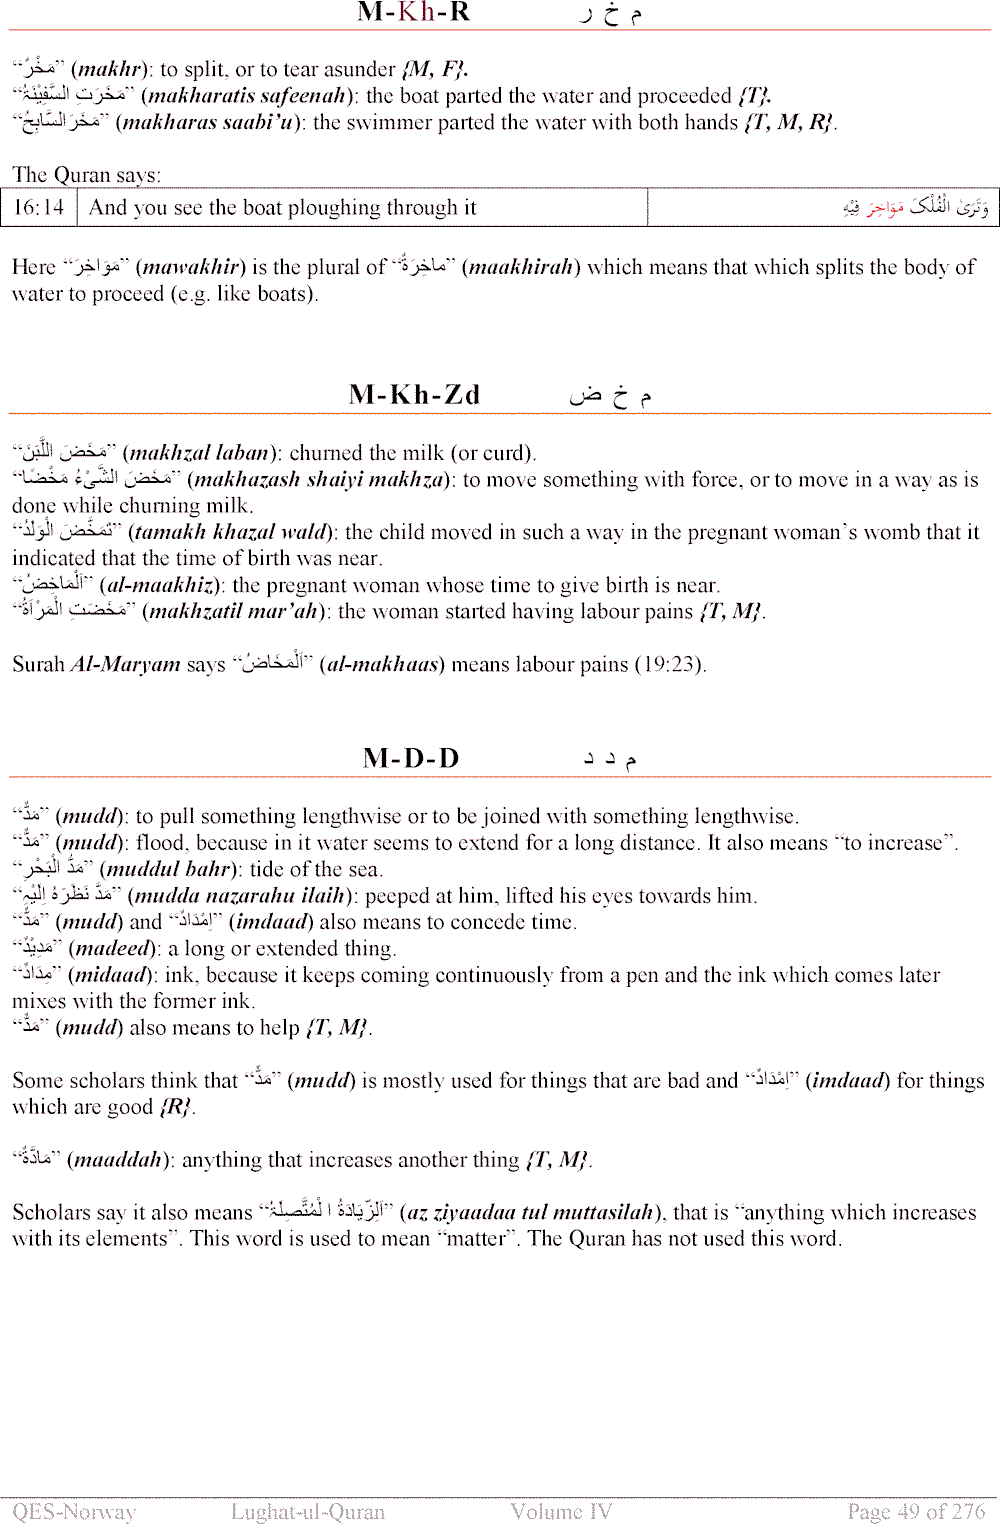 M-Kh-R م خ ر
“مَخْرٌ” (makhr): to split, or to tear asunder {M, F}.
“مَخَرَتِ السَّفِيْنَةُ” (makharatis safeenah): the boat parted the water and proceeded {T}.
“مَخَرَ السَّابِحُ” (makharas saabi’u): the swimmer parted the water with both hands {T, M, R}.
The Quran says:
16:14 And you see the boat ploughing through it وَتَرَىٰ الْفُلْكَ مَوَاخِرَ فِيْهِ
Here “مَوَاخِرَ” (mawakhir) is the plural of “مَاخِرَةٌ” (maakhirah) which means that which splits the body of
water to proceed (e.g. like boats).
M-Kh-Zd م خ ض
“مَخَضَ اللَّبَنَ” (makhzal laban): churned the milk (or curd).
“مَخَضَ الشَّیْءُ مَخْضًا” (makhazash shaiyi makhza): to move something with force, or to move in a way as is
done while churning milk.
“تَمَخَّضَ الْوَلَدُ” (tamakh khazal wald): the child moved in such a way in the pregnant woman’s womb that it
indicated that the time of birth was near.
“اَلْمَاخِضُ” (al-maakhiz): the pregnant woman whose time to give birth is near.
“مَخَضَتِ الْمَرْأَةُ” (makhzatil mar’ah): the woman started having labour pains {T, M}.
Surah Al-Maryam says “اَلْمَخَاضُ” (al-makhaas) means labour pains (19:23).
M-D-D م د د
“مَدٌّ” (mudd): to pull something lengthwise or to be joined with something lengthwise.
“مَدٌّ” (mudd): flood, because in it water seems to extend for a long distance. It also means “to increase”.
“مَدُّ الْبَحْرِ” (muddul bahr): tide of the sea.
“مَدَّ نَظَرَهُ اِلَيْہِ” (mudda nazarahu ilaih): peeped at him, lifted his eyes towards him.
“مَدٌّ” (mudd) and “اِمْدَادٌ” (imdaad) also means to concede time.
“مَدِيْدٌ” (madeed): a long or extended thing.
“مِدَادٌ” (midaad): ink, because it keeps coming continuously from a pen and the ink which comes later
mixes with the former ink.
“مَدٌّ” (mudd) also means to help {T, M}.
Some scholars think that “مَدٌّ” (mudd) is mostly used for things that are bad and “اِمْدَادٌ” (imdaad) for things
which are good {R}.
“مَادَّةٌ” (maaddah): anything that increases another thing {T, M}.
Scholars say it also means “اَلزِّيَادَةُ ا لْمُتَّصِلَۃُ” (az ziyaadaa tul muttasilah), that is “anything which increases
with its elements”. This word is used to mean “matter”. The Quran has not used this word.
QES-Norway Lughat-ul-Quran Volume IV Page 49 of 276